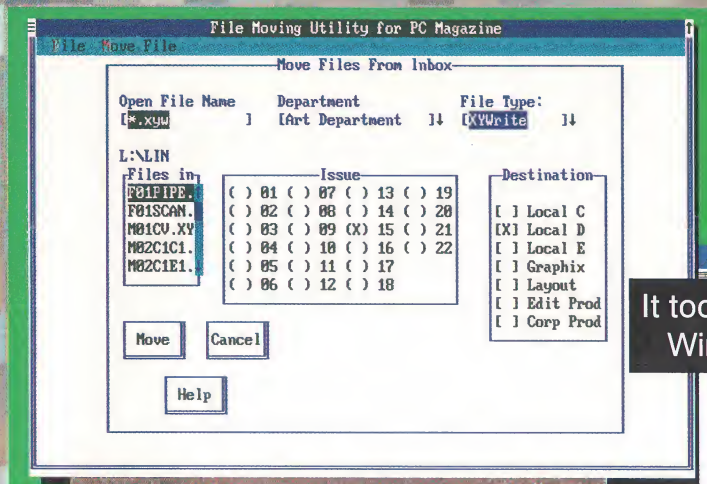 File Moving Utility for PC Magazine
File Move File
Move Files From Inbox
Open File Name Department File Type:
[*.xyw ] [Art Department ]↓ [XYWrite ]↓
L:\LIN
Files in Issue Destination
F01PIPE. ( ) 01 ( ) 07 ( ) 13 ( ) 19
F01SCAN. ( ) 02 ( ) 08 ( ) 14 ( ) 20 [ ] Local C
M01CV.XY ( ) 03 ( ) 09 (X) 15 ( ) 21 [X] Local D
M02C1C1. ( ) 04 ( ) 10 ( ) 16 ( ) 22 [ ] Local E
M02C1E1. ( ) 05 ( ) 11 ( ) 17 [ ] Graphix
( ) 06 ( ) 12 ( ) 18 [ ] Layout
[ ] Edit Prod
[ ] Corp Prod
Move Cancel
Help
It too
Wi